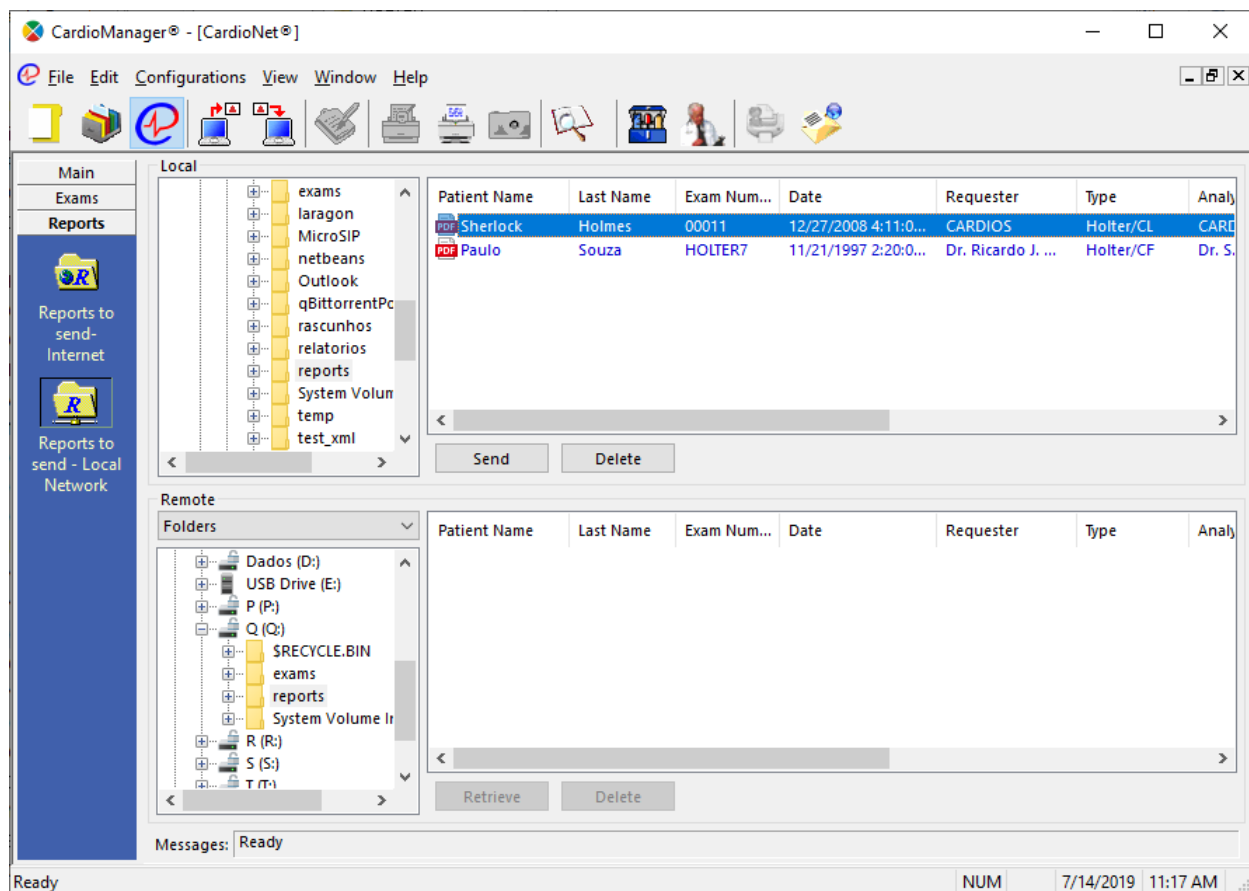 CardioManager® - [CardioNet®]
File Edit Configurations View Window Help
Main
Exams
Reports
Reports to
send-
Internet
Reports to
send - Local
Network
Local
exams
laragon
MicroSIP
netbeans
Outlook
qBittorrentPo
rascunhos
relatorios
reports
System Volum
temp
test_xml
Patient Name Last Name Exam Num... Date Requester Type Analy
PDF Sherlock Holmes 00011 12/27/2008 4:11:0... CARDIOS Holter/CL CARD
PDF Paulo Souza HOLTER7 11/21/1997 2:20:0... Dr. Ricardo J. ... Holter/CF Dr. S.
Send Delete
Remote
Folders
Dados (D:)
USB Drive (E:)
P (P:)
Q (Q:)
$RECYCLE.BIN
exams
reports
System Volume Ir
R (R:)
S (S:)
T (T:)
Patient Name Last Name Exam Num... Date Requester Type Analy
Retrieve Delete
Messages: Ready
Ready NUM 7/14/2019 11:17 AM